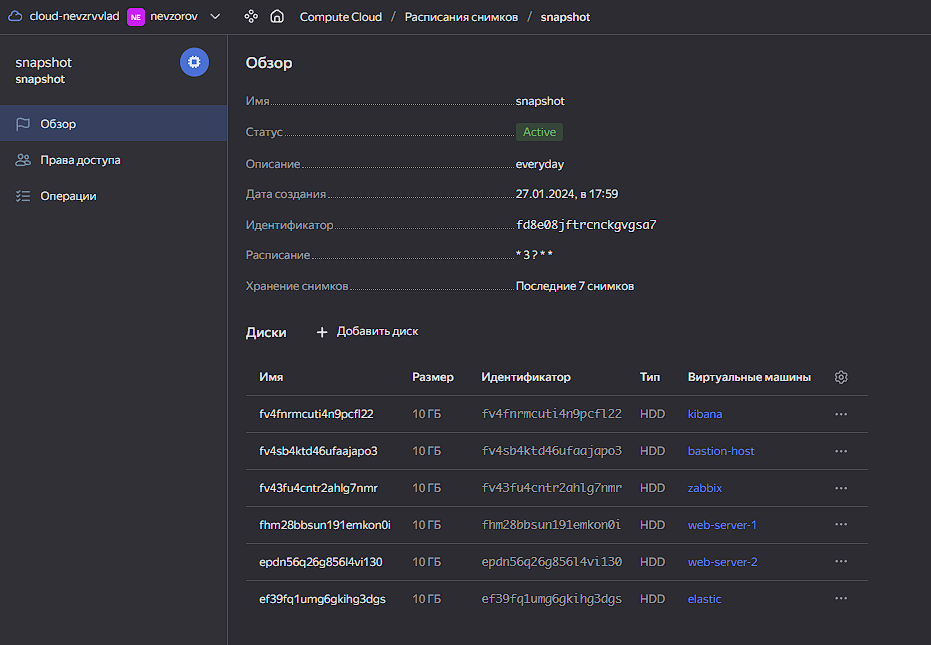 cloud-nevzrvvlad NE nevzorov Compute Cloud / Расписания снимков / snapshot
snapshot
snapshot
Обзор
Права доступа
Операции
Обзор
Имя snapshot
Статус Active
Описание everyday
Дата создания 27.01.2024, в 17:59
Идентификатор fd8e08jftrcnckgvgsa7
Расписание * 3 ? * *
Хранение снимков Последние 7 снимков
Диски + Добавить диск
Имя Размер Идентификатор Тип Виртуальные машины
fv4fnrmcuti4n9pcfl22 10 ГБ fv4fnrmcuti4n9pcfl22 HDD kibana
fv4sb4ktd46ufaajapo3 10 ГБ fv4sb4ktd46ufaajapo3 HDD bastion-host
fv43fu4cntr2ahlg7nmr 10 ГБ fv43fu4cntr2ahlg7nmr HDD zabbix
fhm28bbsun191emkon0i 10 ГБ fhm28bbsun191emkon0i HDD web-server-1
epdn56q26g856l4vi130 10 ГБ epdn56q26g856l4vi130 HDD web-server-2
ef39fq1umg6gkihg3dgs 10 ГБ ef39fq1umg6gkihg3dgs HDD elastic